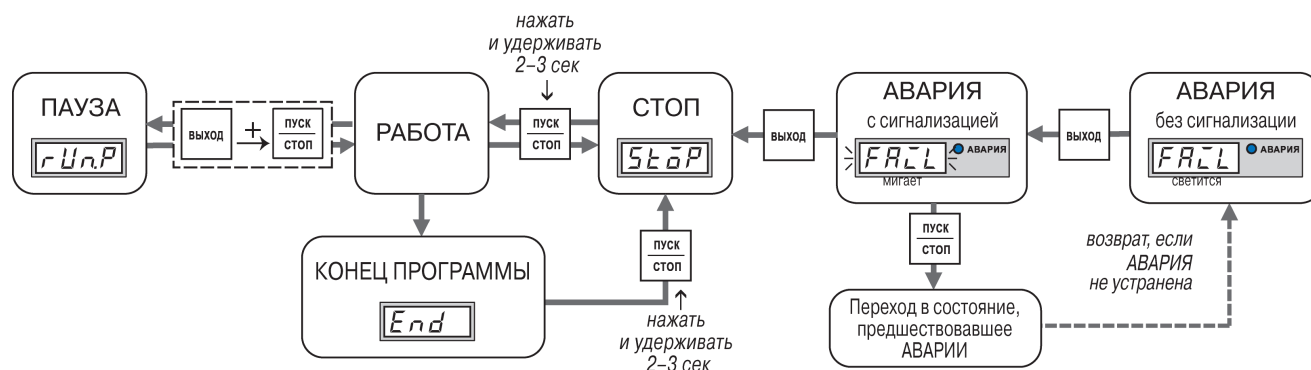 нажать
и удерживать
2–3 сек
ПАУЗА
rUn.P
ВЫХОД
+
ПУСК
СТОП
РАБОТА
ПУСК
СТОП
СТОП
StoP
ВЫХОД
АВАРИЯ
с сигнализацией
FAiL
АВАРИЯ
мигает
ВЫХОД
АВАРИЯ
без сигнализации
FAiL
АВАРИЯ
светится
КОНЕЦ ПРОГРАММЫ
End
ПУСК
СТОП
нажать
и удерживать
2–3 сек
ПУСК
СТОП
Переход в состояние,
предшествовавшее
АВАРИИ
возврат, если
АВАРИЯ
не устранена